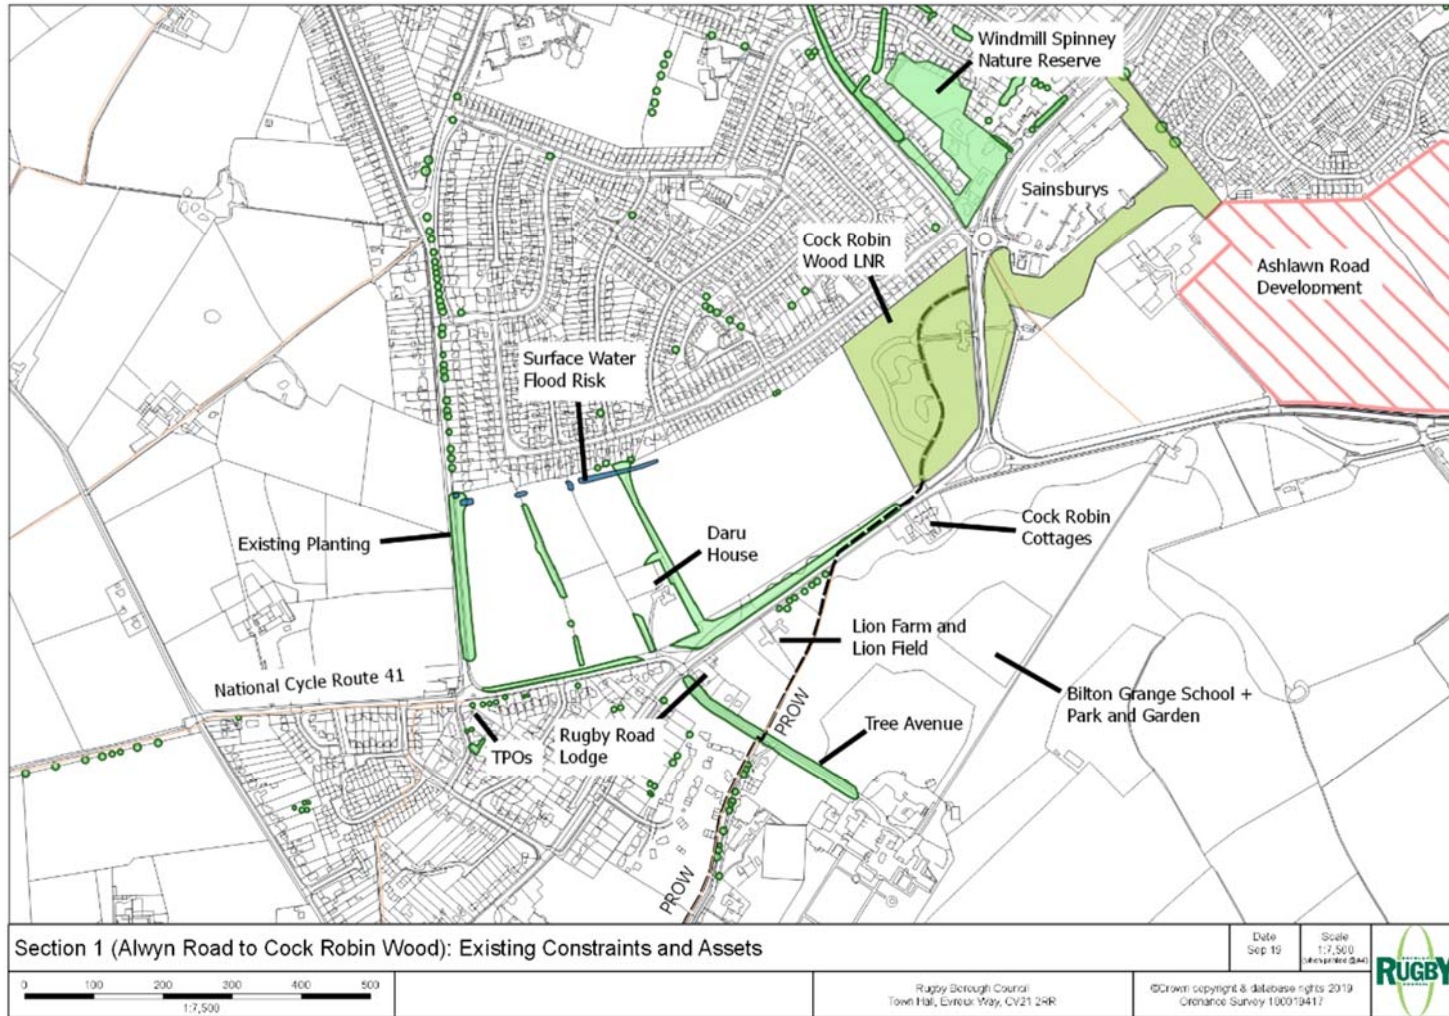 Windmill Spinney
Nature Reserve
Sainsburys
Cock Robin
Wood LNR
Ashlawn Road
Development
Surface Water
Flood Risk
Existing Planting
Daru
House
Cock Robin
Cottages
Lion Farm and
Lion Field
National Cycle Route 41
Bilton Grange School +
Park and Garden
PROW
Tree Avenue
Rugby Road
Lodge
TPOs
PROW
Section 1 (Alwyn Road to Cock Robin Wood): Existing Constraints and Assets
Date
Sep 19
Scale
1:7,500
(when printed @A4)
RUGBY
0 100 200 300 400 500
1:7,500
Rugby Borough Council
Town Hall, Evreux Way, CV21 2RR
©Crown copyright & database rights 2019
Ordnance Survey 100019417